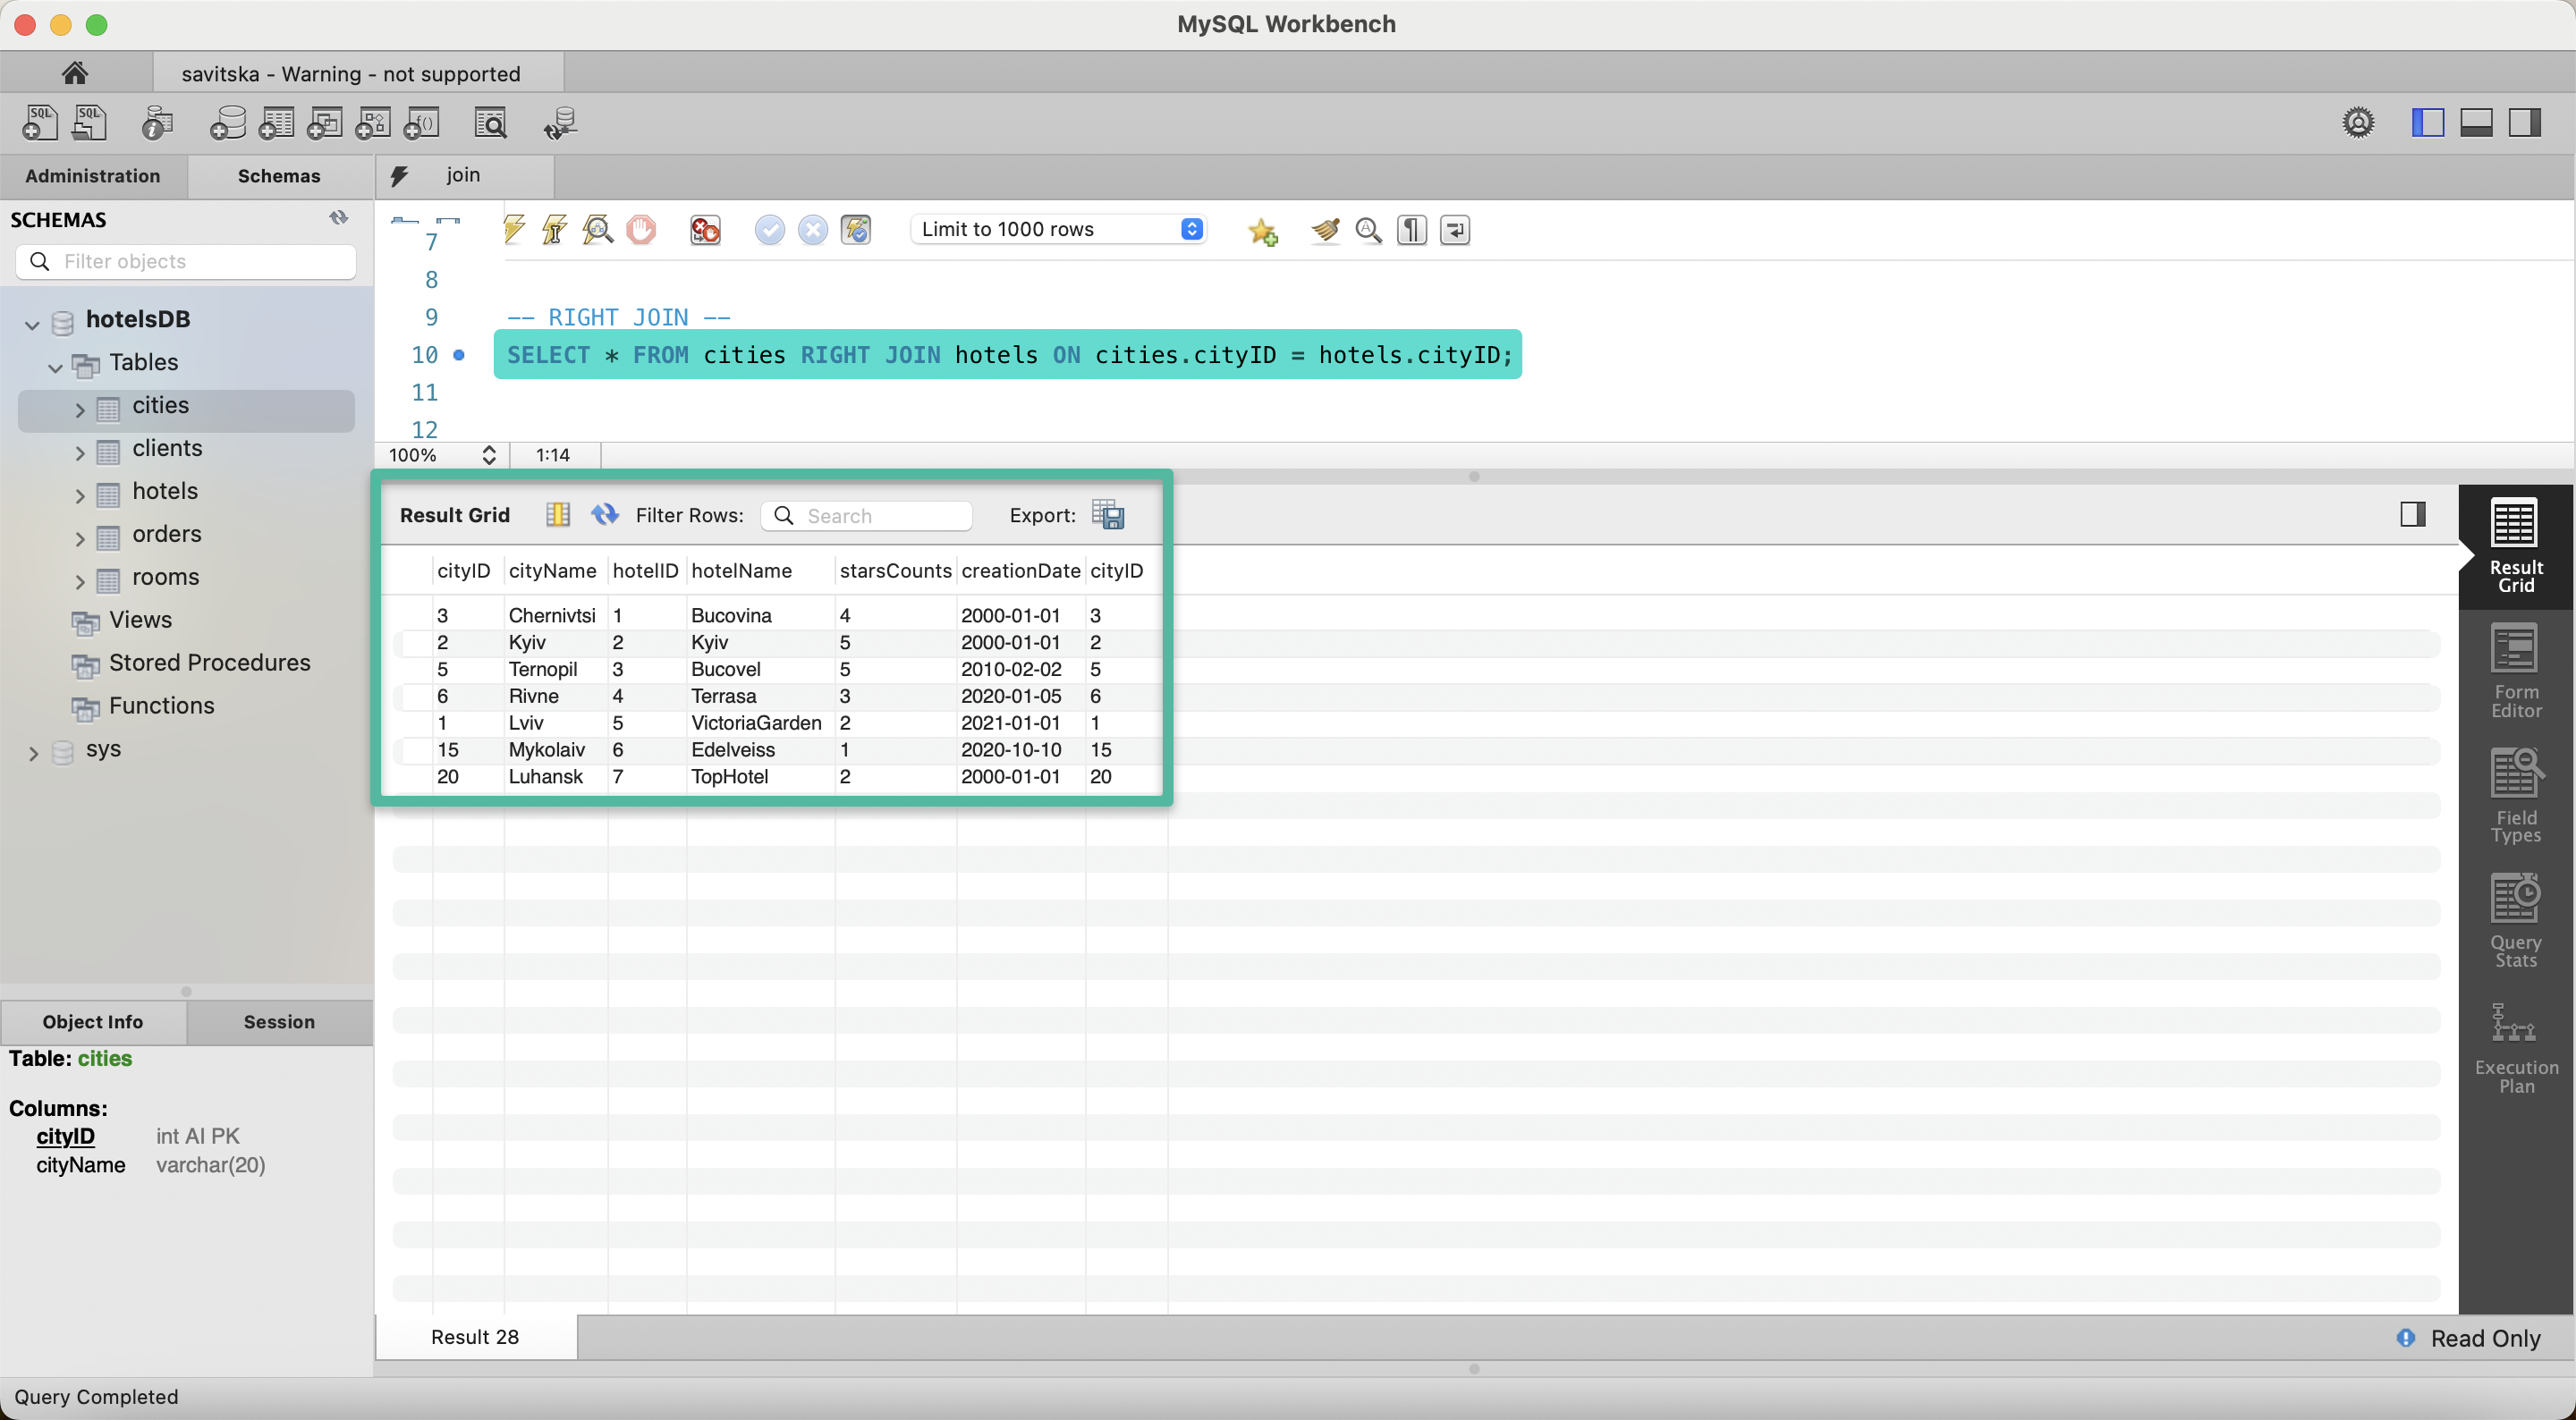 MySQL Workbench
savitska - Warning - not supported
SQL SQL
Administration Schemas join
SCHEMAS
Filter objects
hotelsDB
Tables
cities
clients
hotels
orders
rooms
Views
Stored Procedures
Functions
sys
Limit to 1000 rows
7
8
9 -- RIGHT JOIN --
10 SELECT * FROM cities RIGHT JOIN hotels ON cities.cityID = hotels.cityID;
11
12
100% 1:14
Result Grid Filter Rows: Search Export:
cityID cityName hotelID hotelName starsCounts creationDate cityID
3 Chernivtsi 1 Bucovina 4 2000-01-01 3
2 Kyiv 2 Kyiv 5 2000-01-01 2
5 Ternopil 3 Bucovel 5 2010-02-02 5
6 Rivne 4 Terrasa 3 2020-01-05 6
1 Lviv 5 VictoriaGarden 2 2021-01-01 1
15 Mykolaiv 6 Edelveiss 1 2020-10-10 15
20 Luhansk 7 TopHotel 2 2000-01-01 20
Result
Grid
Form
Editor
Field
Types
Query
Stats
Execution
Plan
Object Info Session
Table: cities
Columns:
cityID int AI PK
cityName varchar(20)
Result 28
Read Only
Query Completed